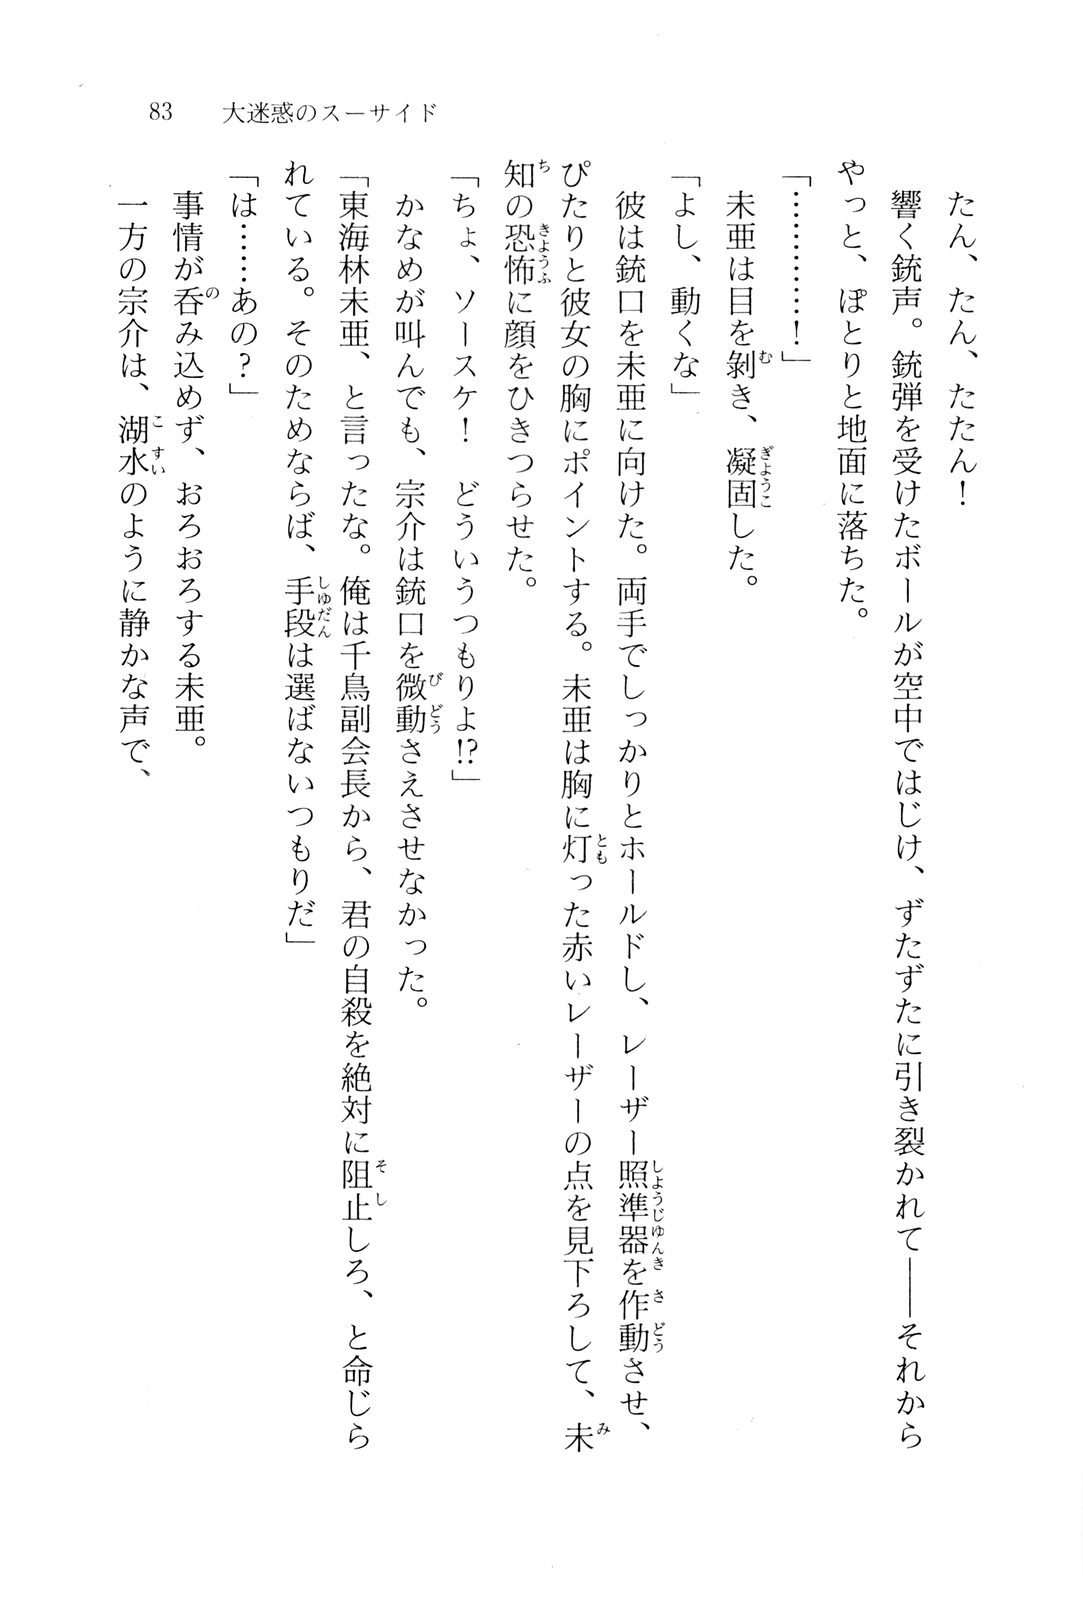 83　大迷惑のスーサイド
たん、たん、たたん！
響く銃声。銃弾を受けたボールが空中ではじけ、ずたずたに引き裂かれて――それから
やっと、ぽとりと地面に落ちた。
「…………！」
未亜は目を剝き、凝固した。
「よし、動くな」
彼は銃口を未亜に向けた。両手でしっかりとホールドし、レーザー照準器を作動させ、
ぴたりと彼女の胸にポイントする。未亜は胸に灯った赤いレーザーの点を見下ろして、未
知の恐怖に顔をひきつらせた。
「ちょ、ソースケ！　どういうつもりよ!?」
かなめが叫んでも、宗介は銃口を微動さえさせなかった。
「東海林未亜、と言ったな。俺は千鳥副会長から、君の自殺を絶対に阻止しろ、と命じら
れている。そのためならば、手段は選ばないつもりだ」
「は……あの？」
事情が呑み込めず、おろおろする未亜。
一方の宗介は、湖水のように静かな声で、